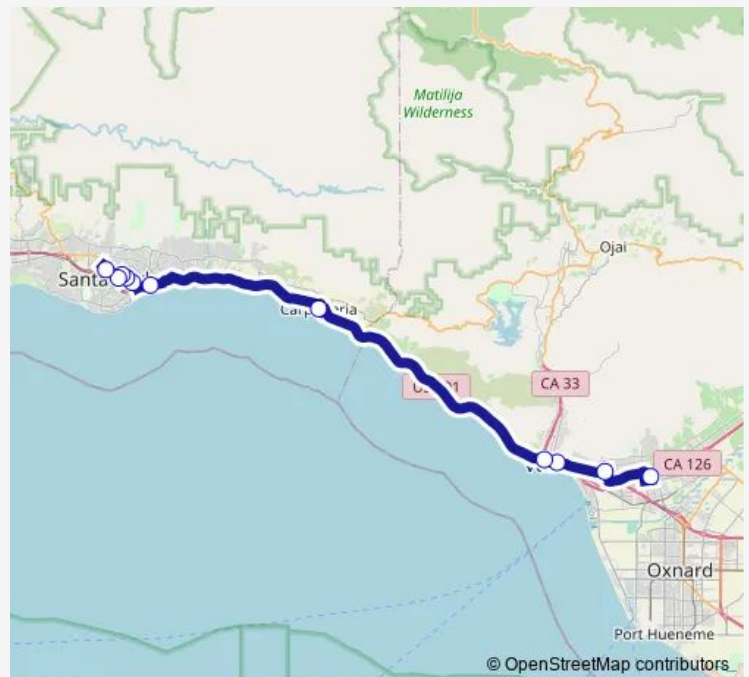 Matilija
Wilderness
Ojai
Santa
CA 33
CA 126
Oxnard
Port Hueneme
© OpenStreetMap contributors